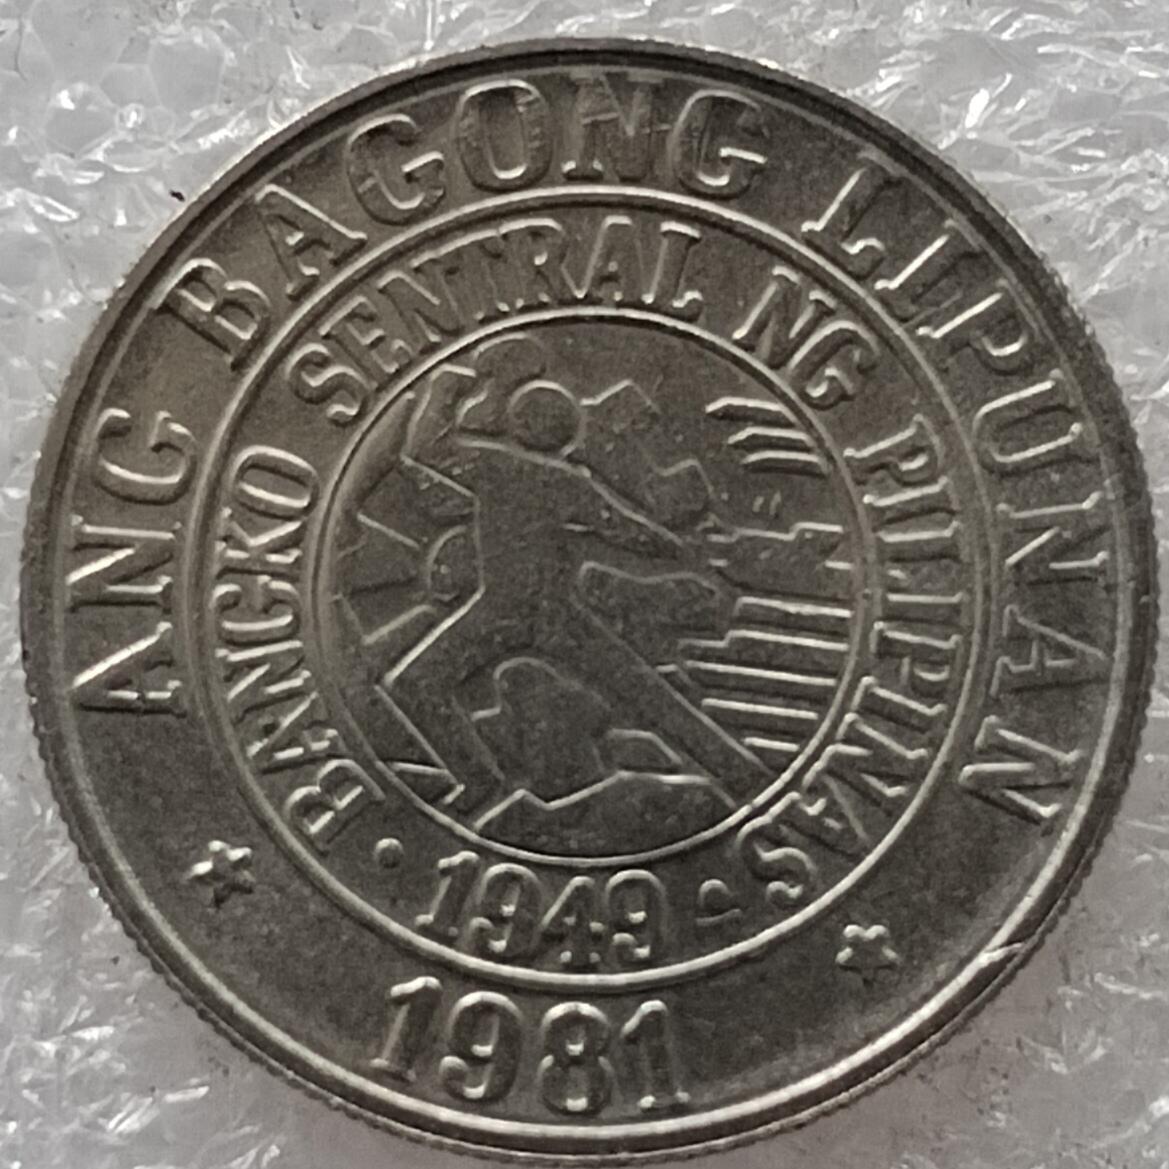 ANG BAGONG LIPUNAN
1981
BANGKO SENTRAL NG PILIPINAS
1949